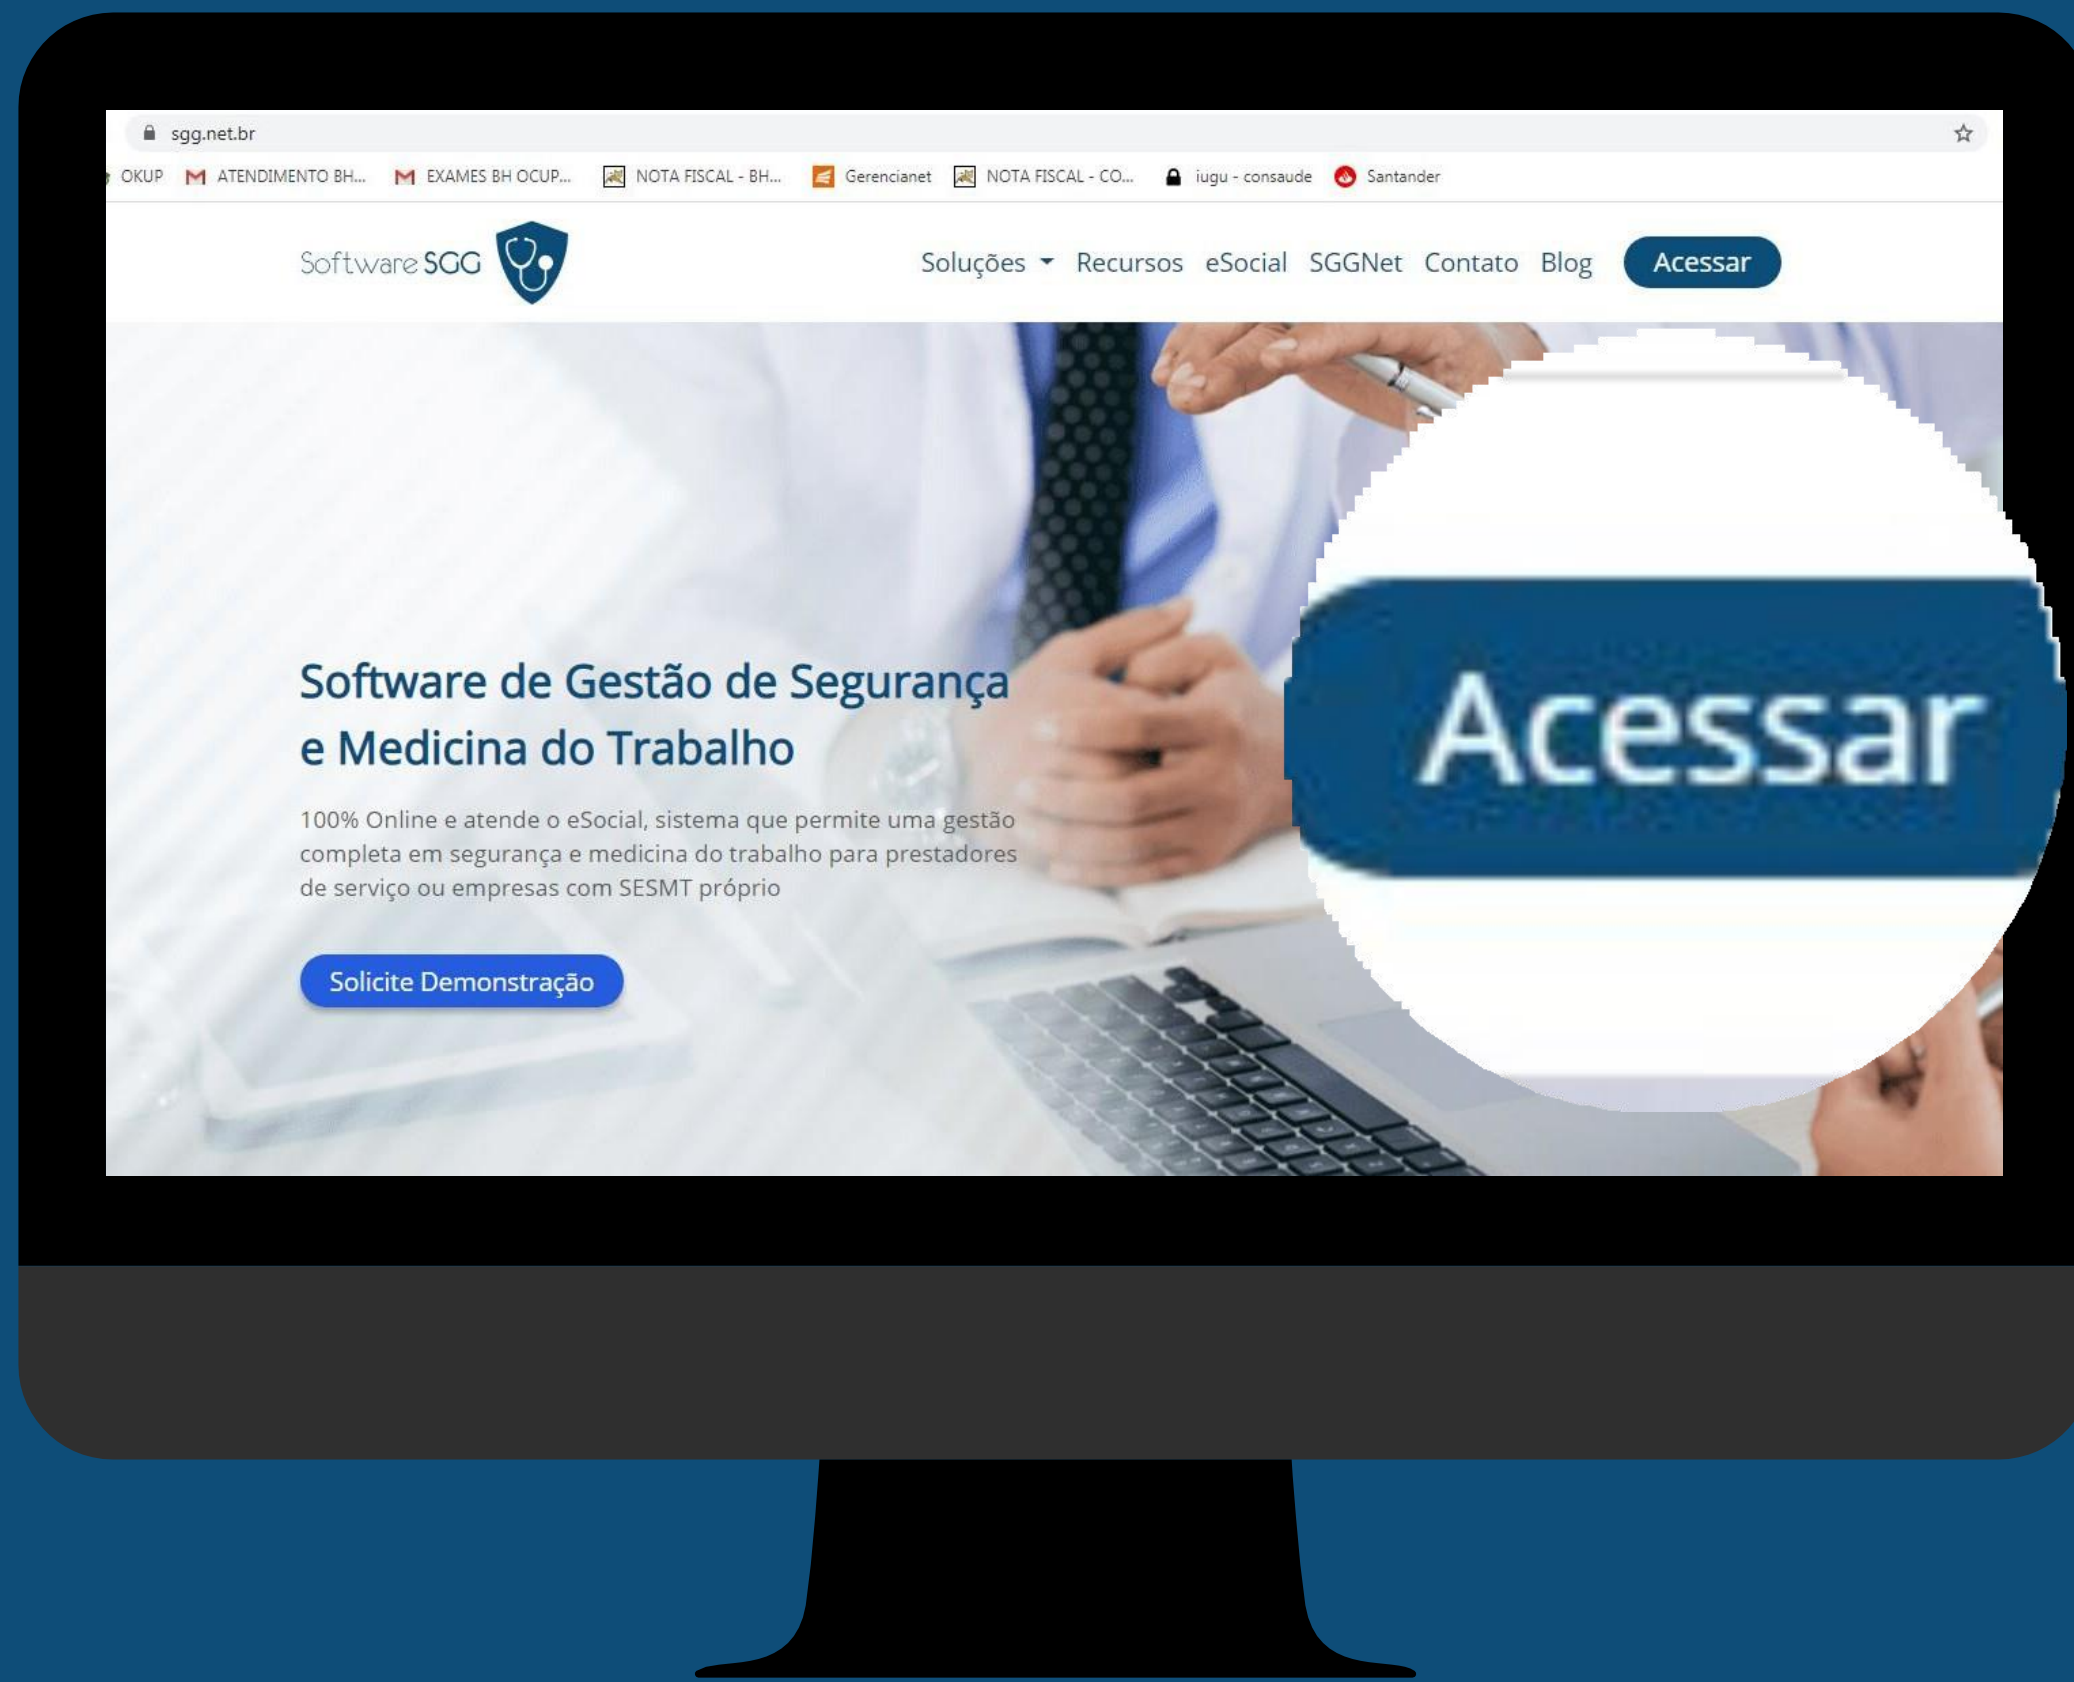 sgg.net.br
OKUP ATENDIMENTO BH... EXAMES BH OCUP... NOTA FISCAL - BH... Gerencianet NOTA FISCAL - CO... iugu - consaude Santander
Software SGG Soluções Recursos eSocial SGGNet Contato Blog Acessar
Acessar
Software de Gestão de Segurança
e Medicina do Trabalho
100% Online e atende o eSocial, sistema que permite uma gestão
completa em segurança e medicina do trabalho para prestadores
de serviço ou empresas com SESMT próprio
Solicite Demonstração